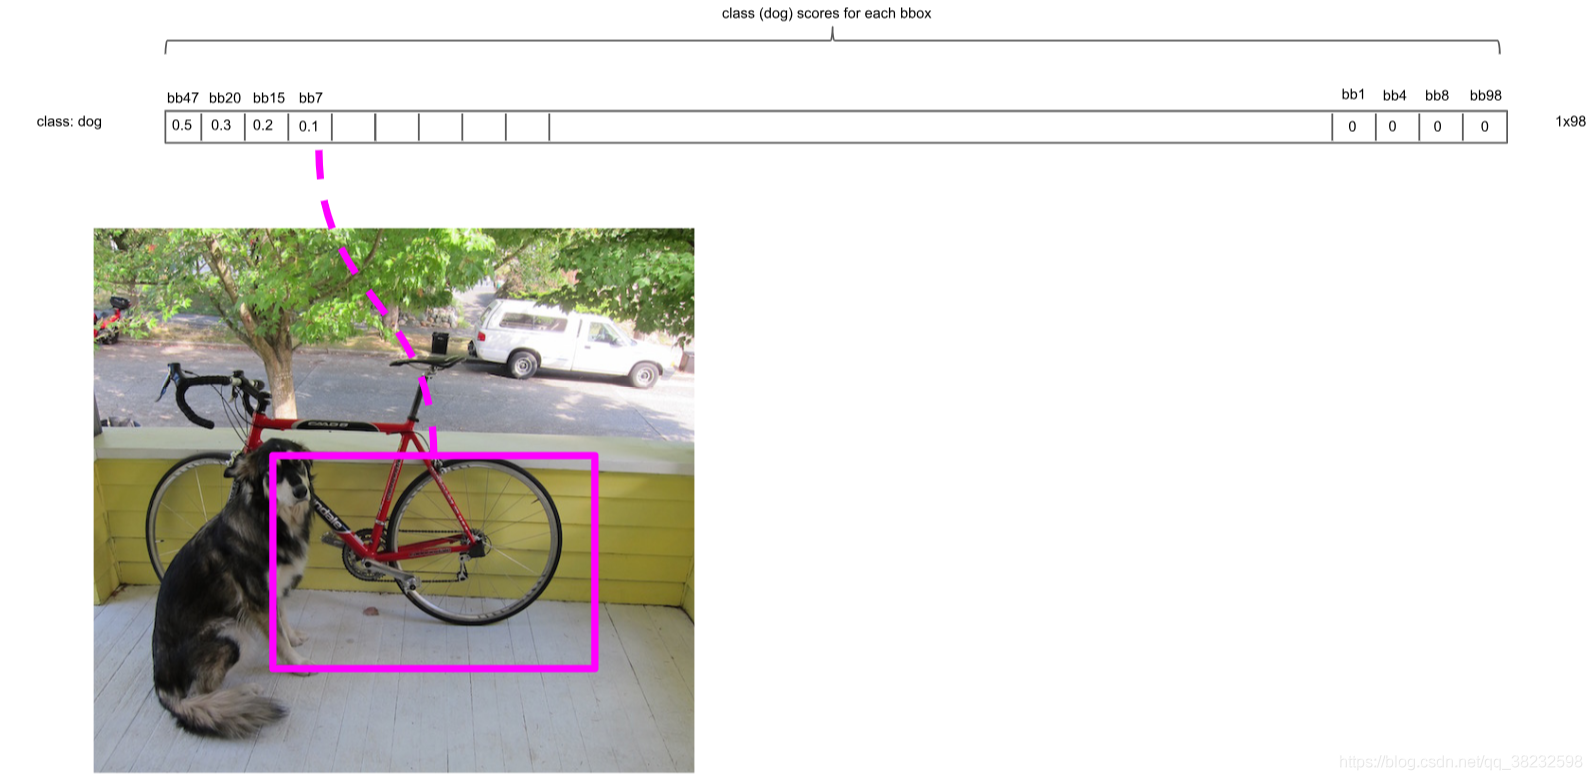 class (dog) scores for each bbox
bb47 bb20 bb15 bb7 bb1 bb4 bb8 bb98
class: dog 0.5 0.3 0.2 0.1 0 0 0 0 1x98
ndale
https://blog.csdn.net/qq_38232598